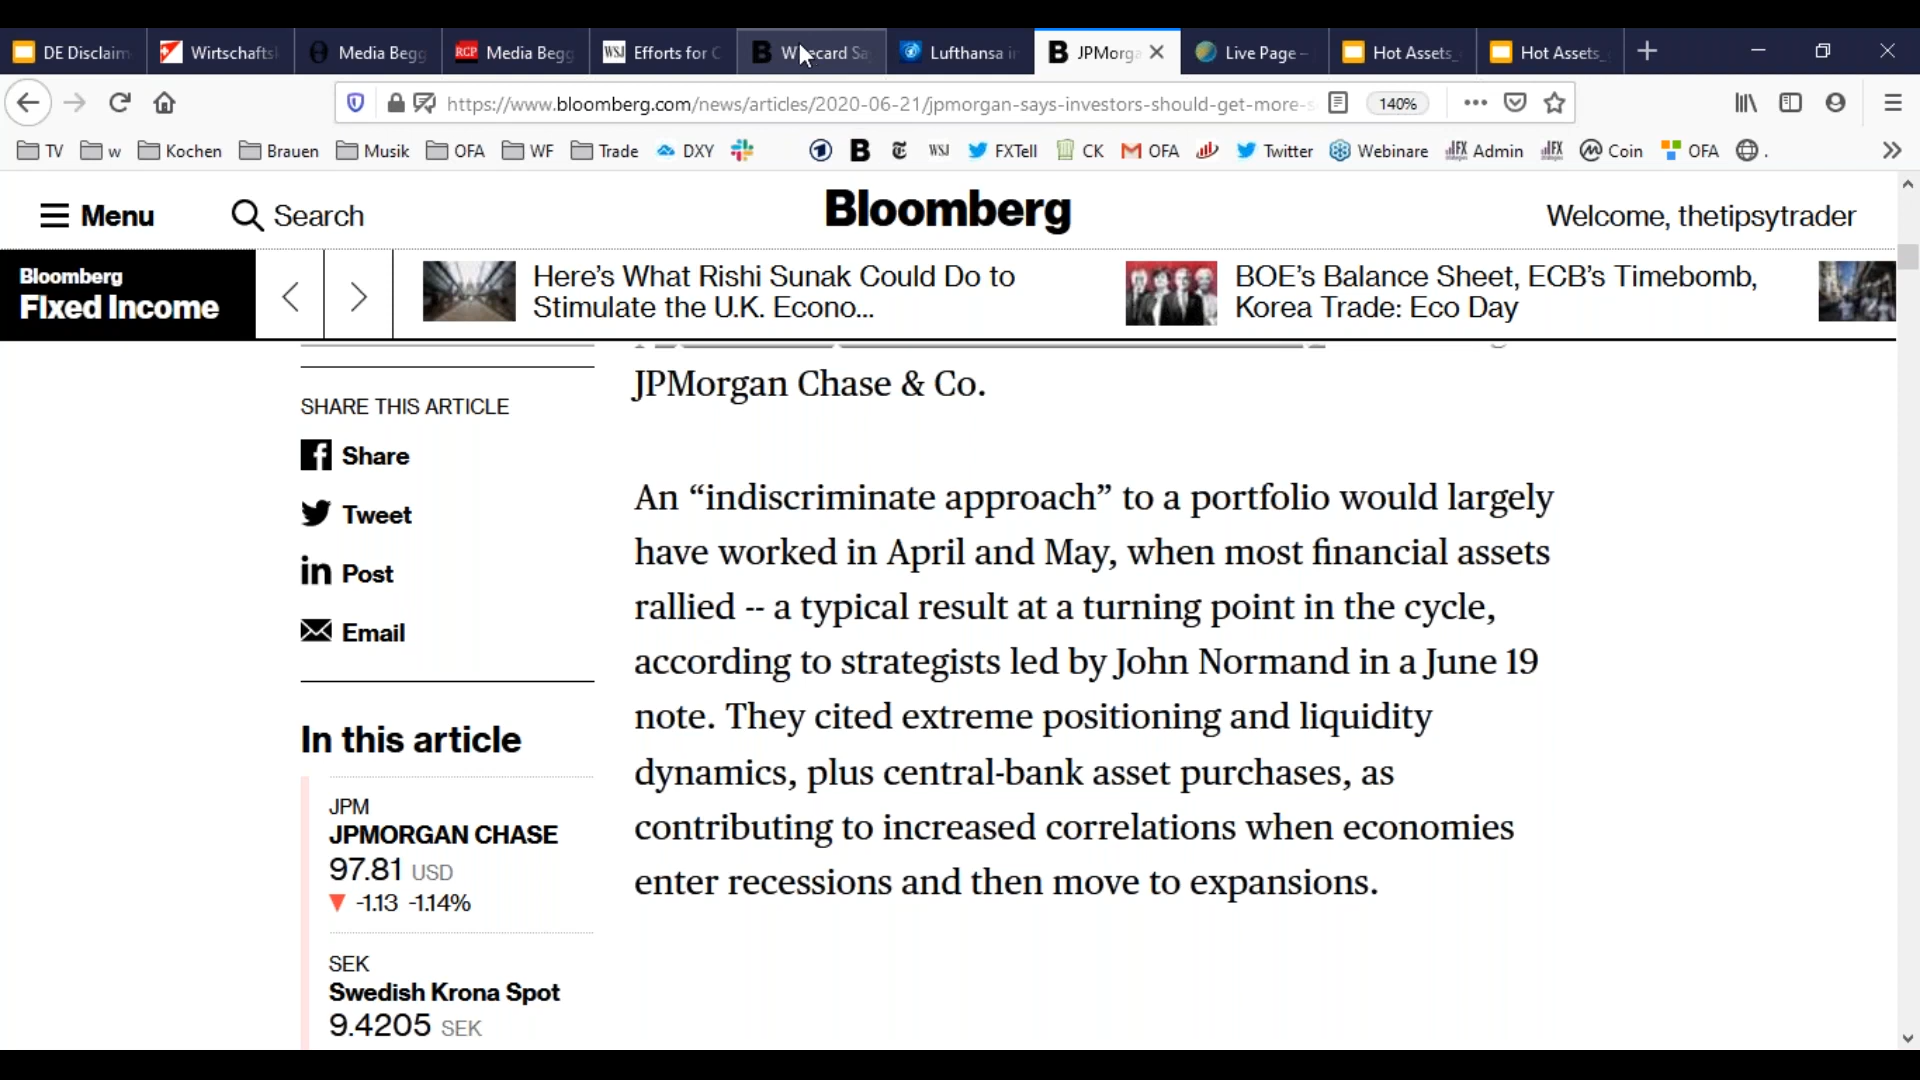 DE Disclaim
Wirtschafts
Media Begg
RCP
Media Begg
WSJ
Efforts for C
Lufthansa i
B JPMorga
Live Page –
Hot Assets_
Hot Assets_
https://www.bloomberg.com/news/articles/2020-06-21/jpmorgan-says-investors-should-get-more-s
140%
TV w Kochen Brauen Musik OFA WF Trade DXY B WSJ FXTell CK OFA Twitter Webinare Admin Coin OFA .
Menu
Search
Bloomberg
Welcome, thetipsytrader
Bloomberg
FIxed Income
Here's What Rishi Sunak Could Do to
Stimulate the U.K. Econo...
BOE's Balance Sheet, ECB's Timebomb,
Korea Trade: Eco Day
JPMorgan Chase & Co.
SHARE THIS ARTICLE
Share
Tweet
Post
Email
An “indiscriminate approach” to a portfolio would largely
have worked in April and May, when most financial assets
rallied -- a typical result at a turning point in the cycle,
according to strategists led by John Normand in a June 19
note. They cited extreme positioning and liquidity
dynamics, plus central-bank asset purchases, as
contributing to increased correlations when economies
enter recessions and then move to expansions.
In this article
JPM
JPMORGAN CHASE
97.81 USD
-1.13 -1.14%
SEK
Swedish Krona Spot
9.4205 SEK